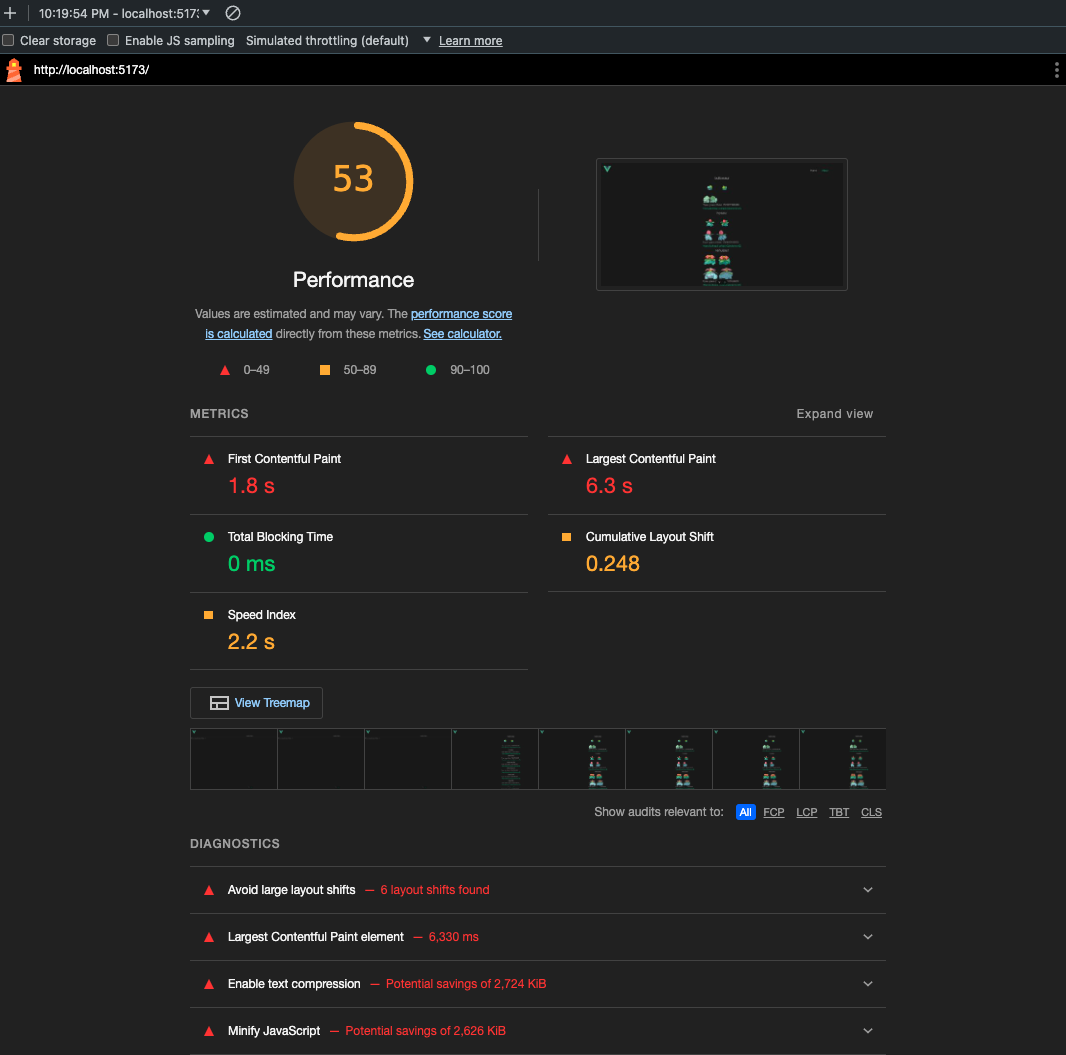 10:19:54 PM - localhost:517
Clear storage Enable JS sampling Simulated throttling (default) Learn more
http://localhost:5173/
53
Performance
Values are estimated and may vary. The performance score
is calculated directly from these metrics. See calculator.
0–49 50–89 90–100
METRICS Expand view
First Contentful Paint
1.8 s
Largest Contentful Paint
6.3 s
Total Blocking Time
0 ms
Cumulative Layout Shift
0.248
Speed Index
2.2 s
View Treemap
Show audits relevant to: All FCP LCP TBT CLS
DIAGNOSTICS
Avoid large layout shifts — 6 layout shifts found
Largest Contentful Paint element — 6,330 ms
Enable text compression — Potential savings of 2,724 KiB
Minify JavaScript — Potential savings of 2,626 KiB